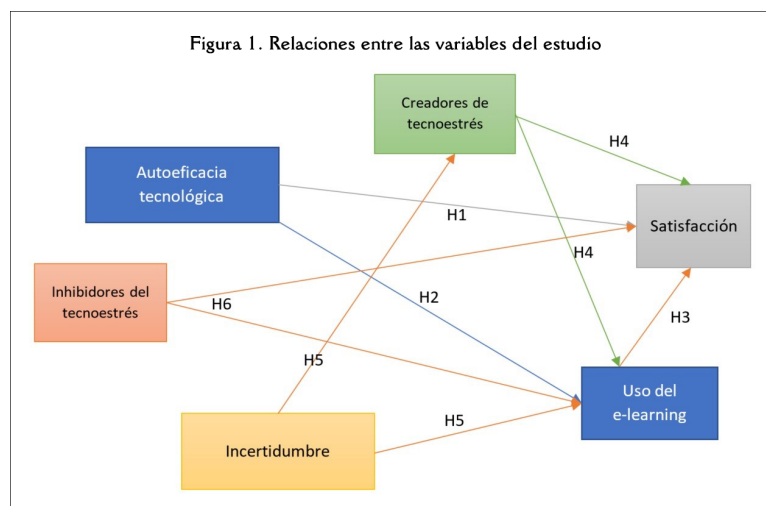 Figura 1. Relaciones entre las variables del estudio
Creadores de
tecnoestrés
H4
Autoeficacia
tecnológica
H1
Satisfacción
H4
Inhibidores del
tecnoestrés
H6
H2
H3
H5
Uso del
e-learning
H5
Incertidumbre